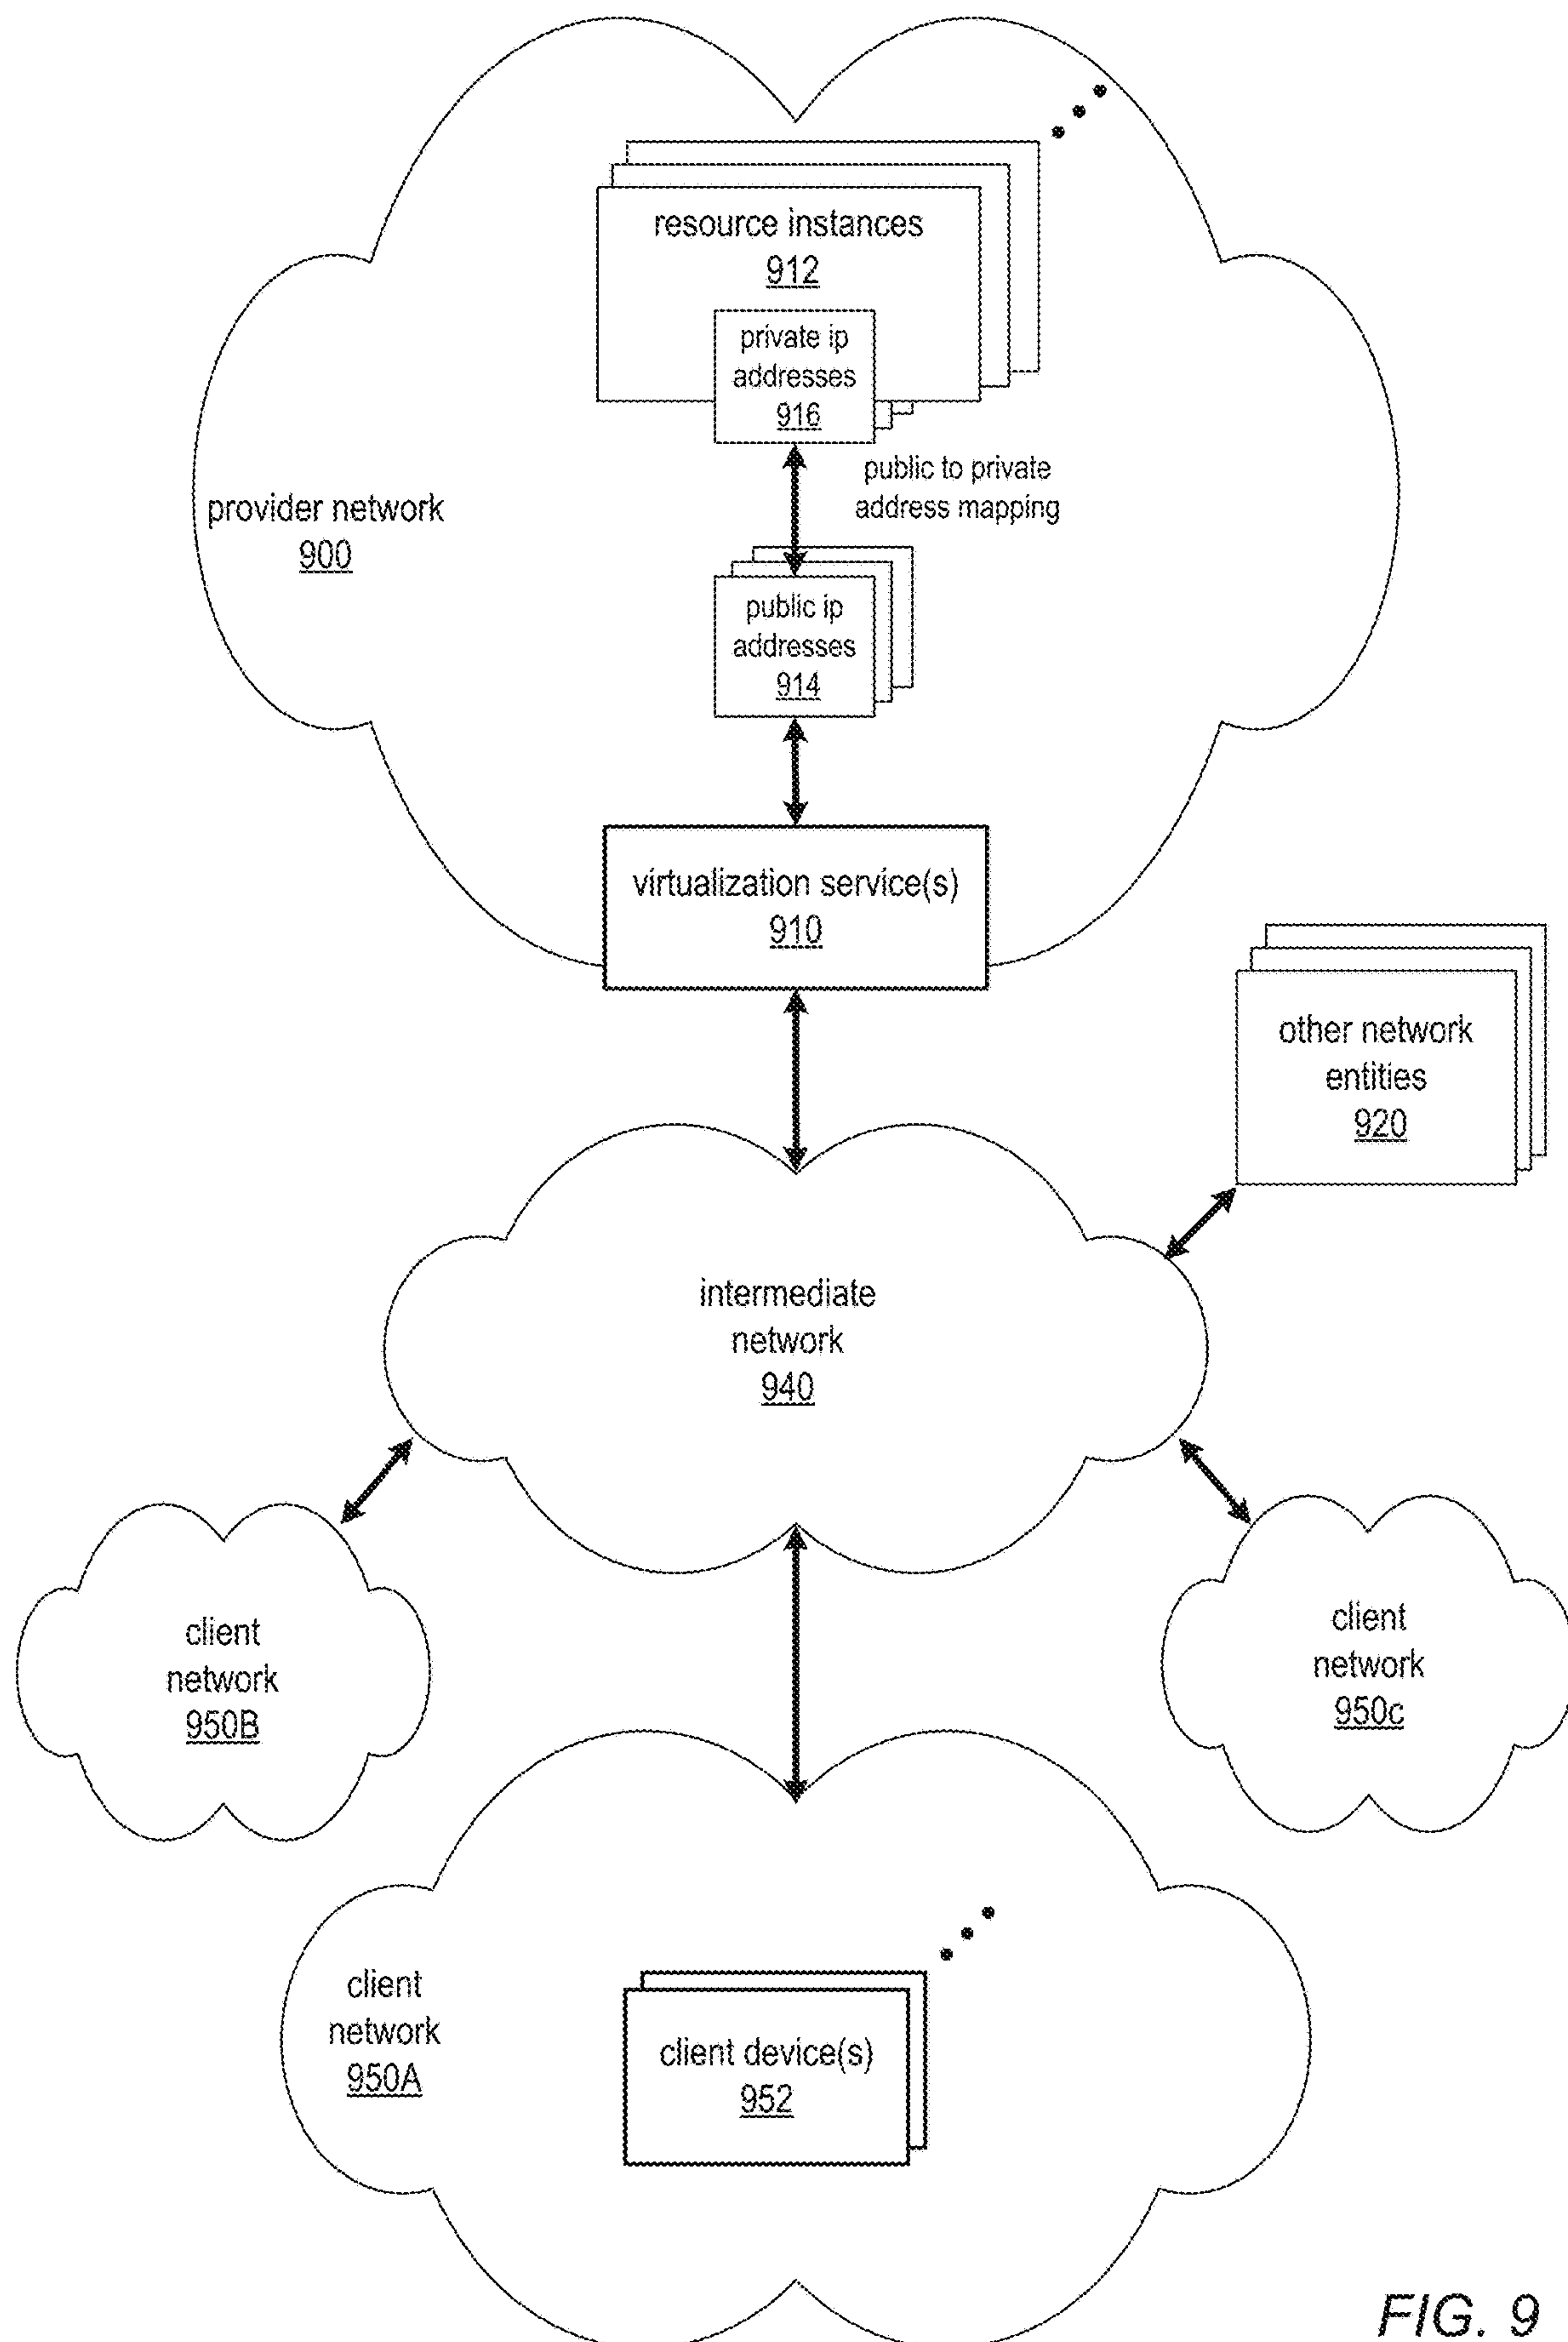 resource instances
912
private ip
addresses
916
public to private
address mapping
provider network
900
public ip
addresses
914
virtualization service(s)
910
other network
entities
920
intermediate
network
940
client
network
950B
client
network
950c
client
network
950A
client device(s)
952
FIG. 9